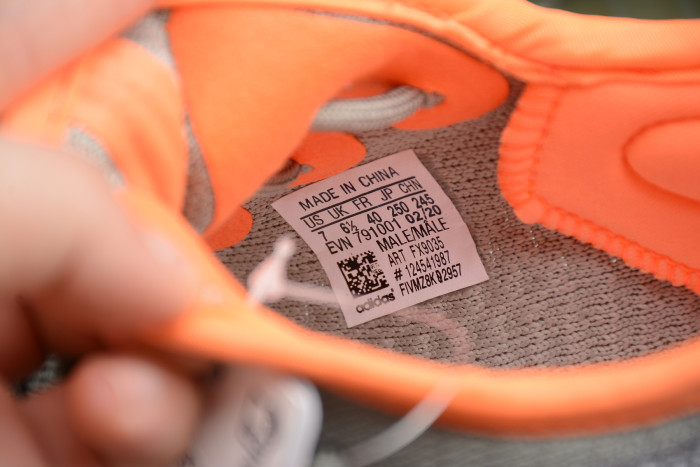 MADE IN CHINA
US UK FR JP CHN
7 6½ 40 250 245
EVN 791001 02/20
MALE/MALE
ART FX9035
# 124541987
FIVMZ8K02957
adidas